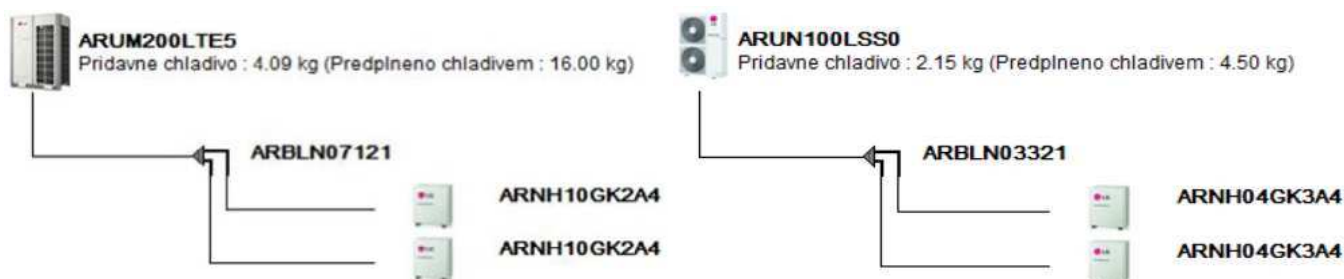 ARUM200LTE5
Pridavne chladivo : 4.09 kg (Predplneno chladivem : 16.00 kg)
ARBLN07121
ARNH10GK2A4
ARNH10GK2A4
ARUN100LSS0
Pridavne chladivo : 2.15 kg (Predplneno chladivem : 4.50 kg)
ARBLN03321
ARNH04GK3A4
ARNH04GK3A4